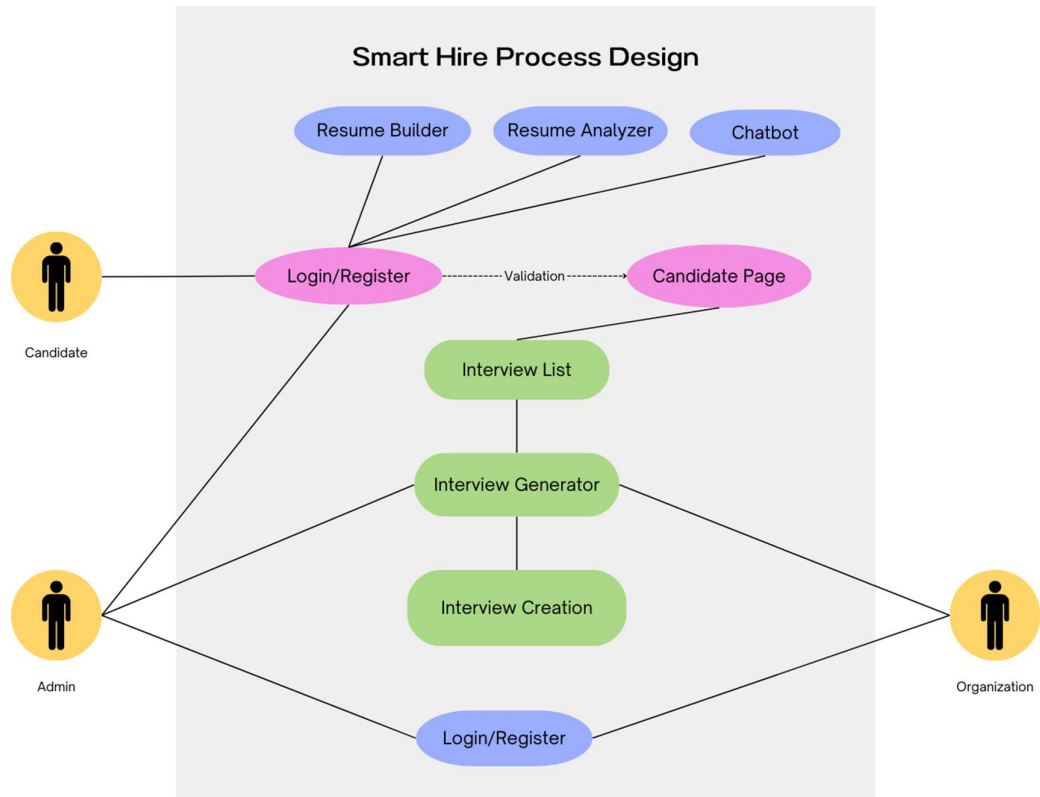 Smart Hire Process Design
Resume Builder
Resume Analyzer
Chatbot
Login/Register
Validation
Candidate Page
Candidate
Interview List
Interview Generator
Interview Creation
Admin
Organization
Login/Register